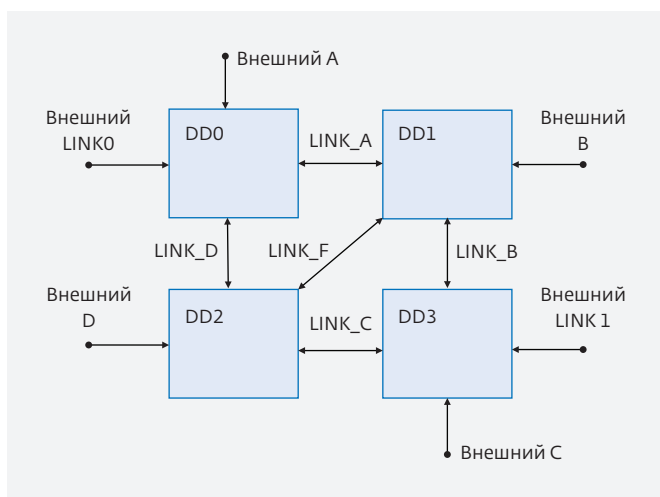 Внешний A
Внешний
LINK0
DD0
LINK_A
DD1
Внешний
B
LINK_D
LINK_F
LINK_B
Внешний
D
DD2
LINK_C
DD3
Внешний
LINK 1
Внешний C